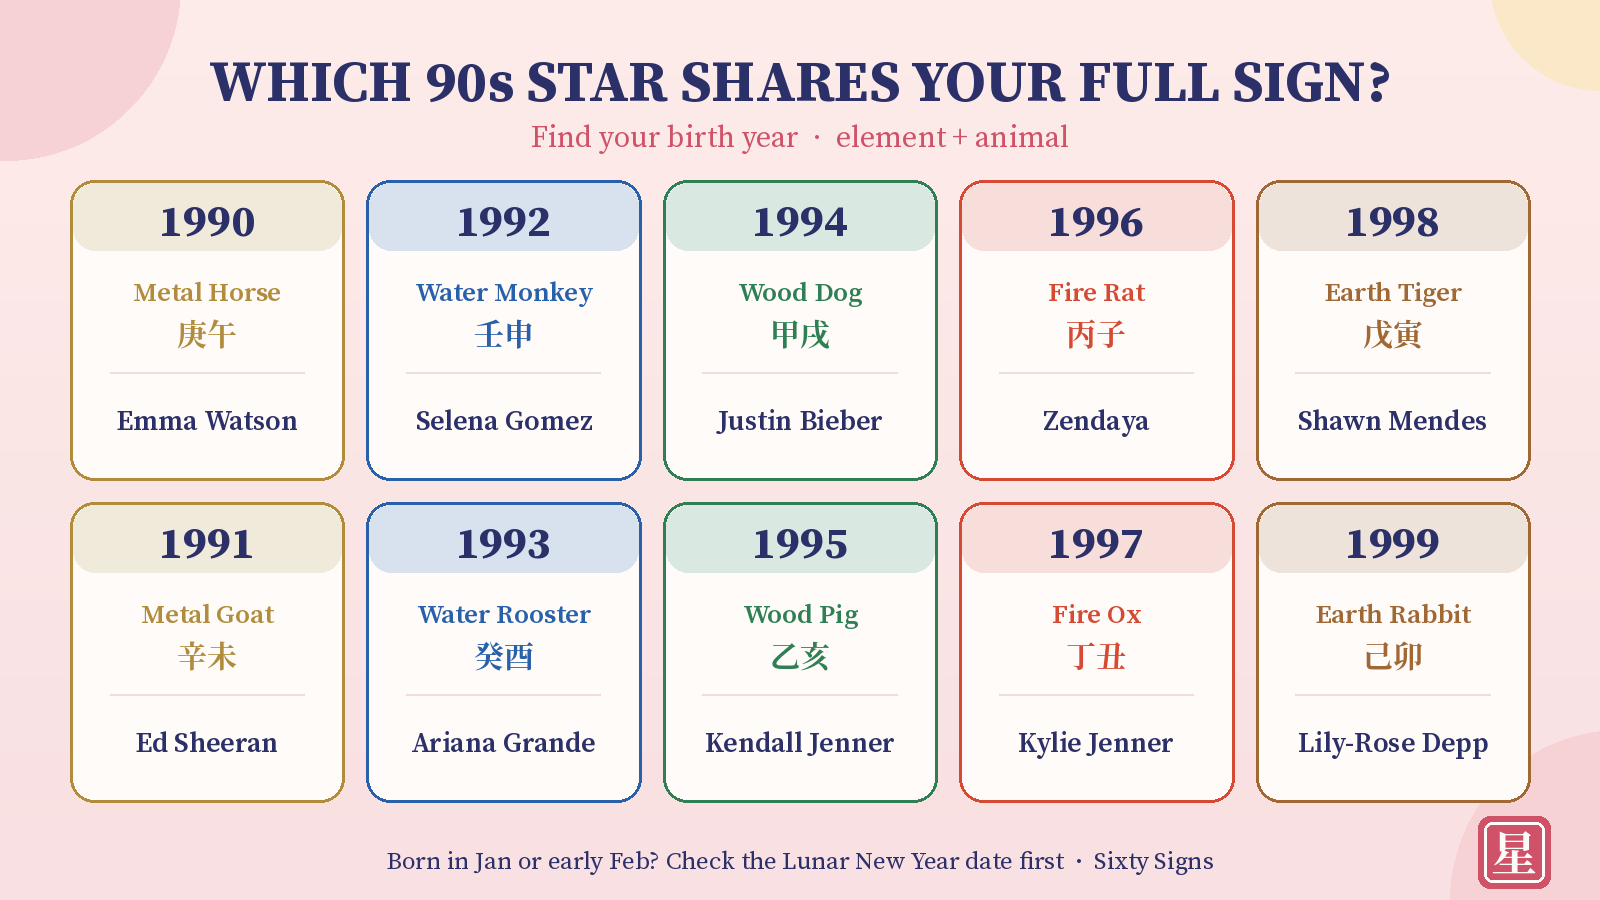 WHICH 90s STAR SHARES YOUR FULL SIGN?
Find your birth year · element + animal
1990
Metal Horse
庚午
Emma Watson
1992
Water Monkey
壬申
Selena Gomez
1994
Wood Dog
甲戌
Justin Bieber
1996
Fire Rat
丙子
Zendaya
1998
Earth Tiger
戊寅
Shawn Mendes
1991
Metal Goat
辛未
Ed Sheeran
1993
Water Rooster
癸酉
Ariana Grande
1995
Wood Pig
乙亥
Kendall Jenner
1997
Fire Ox
丁丑
Kylie Jenner
1999
Earth Rabbit
己卯
Lily-Rose Depp
Born in Jan or early Feb? Check the Lunar New Year date first · Sixty Signs
星